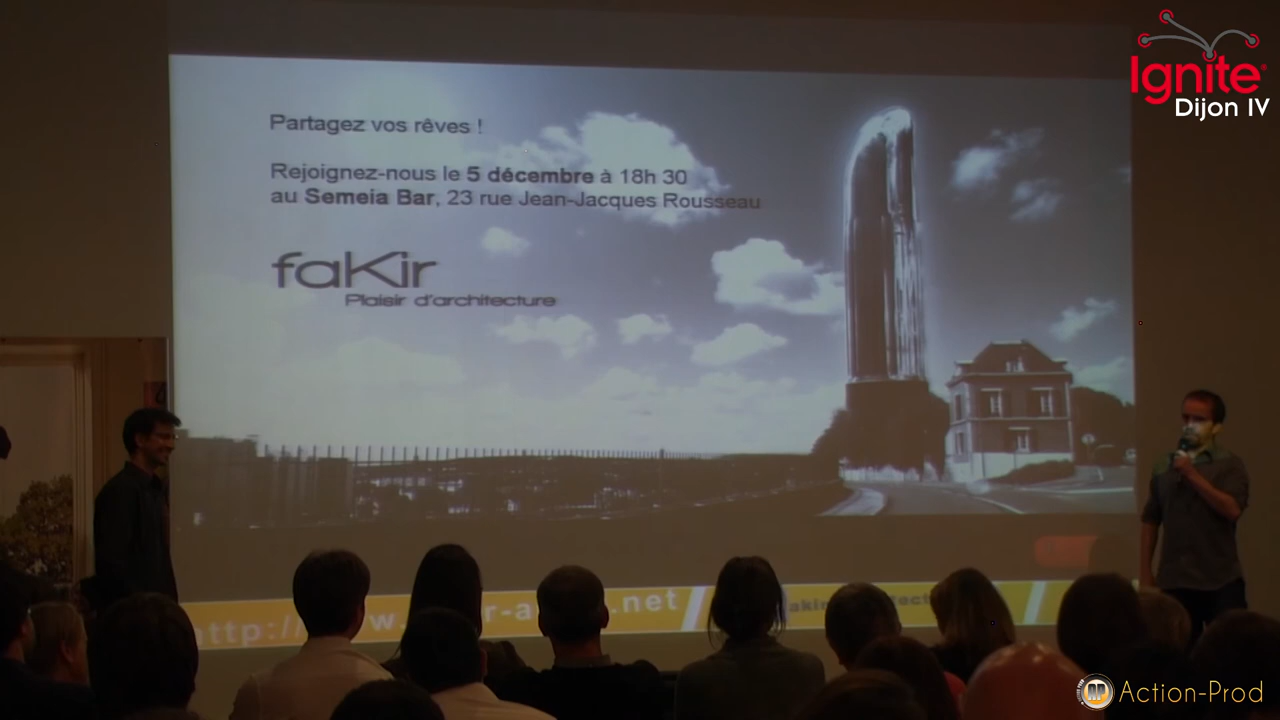 Ignite
Dijon IV
Partagez vos rêves !
Rejoignez-nous le 5 décembre à 18h 30
au Semeia Bar, 23 rue Jean-Jacques Rousseau
faKir
Plaisir d'architecture
Action-Prod